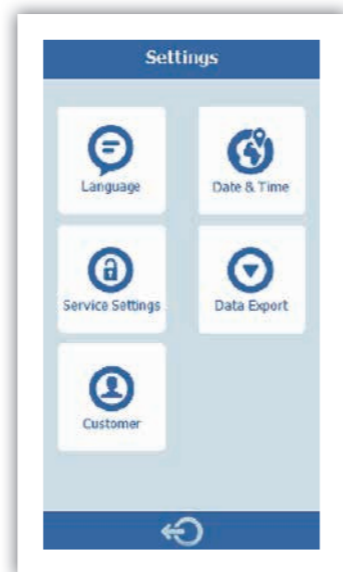 Settings
Language
Date & Time
Service Settings
Data Export
Customer